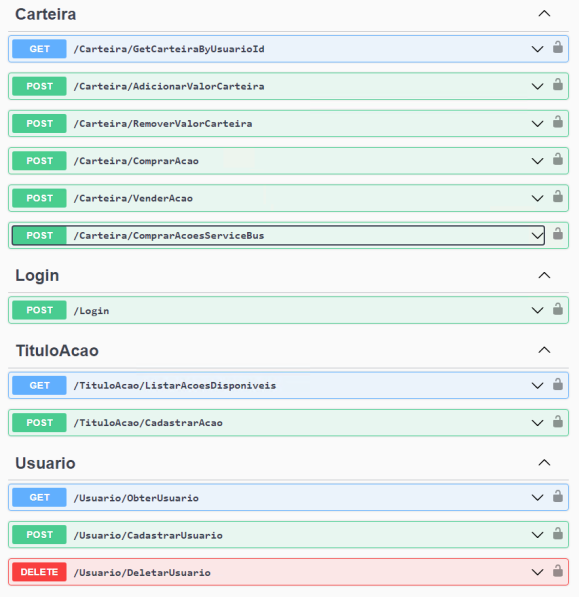 Carteira
GET /Carteira/GetCarteiraByUsuarioId
POST /Carteira/AdicionarValorCarteira
POST /Carteira/RemoverValorCarteira
POST /Carteira/ComprarAcao
POST /Carteira/VenderAcao
POST /Carteira/ComprarAcoesServiceBus
Login
POST /Login
TituloAcao
GET /TituloAcao/ListarAcoesDisponiveis
POST /TituloAcao/CadastrarAcao
Usuario
GET /Usuario/ObterUsuario
POST /Usuario/CadastrarUsuario
DELETE /Usuario/DeletarUsuario